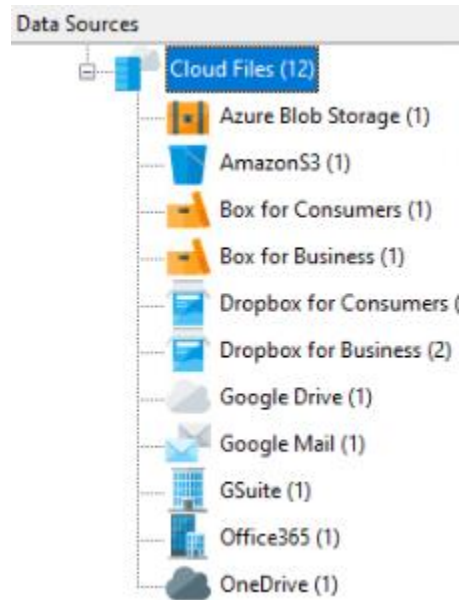 Data Sources
Cloud Files (12)
Azure Blob Storage (1)
AmazonS3 (1)
Box for Consumers (1)
Box for Business (1)
Dropbox for Consumers (
Dropbox for Business (2)
Google Drive (1)
Google Mail (1)
GSuite (1)
Office365 (1)
OneDrive (1)